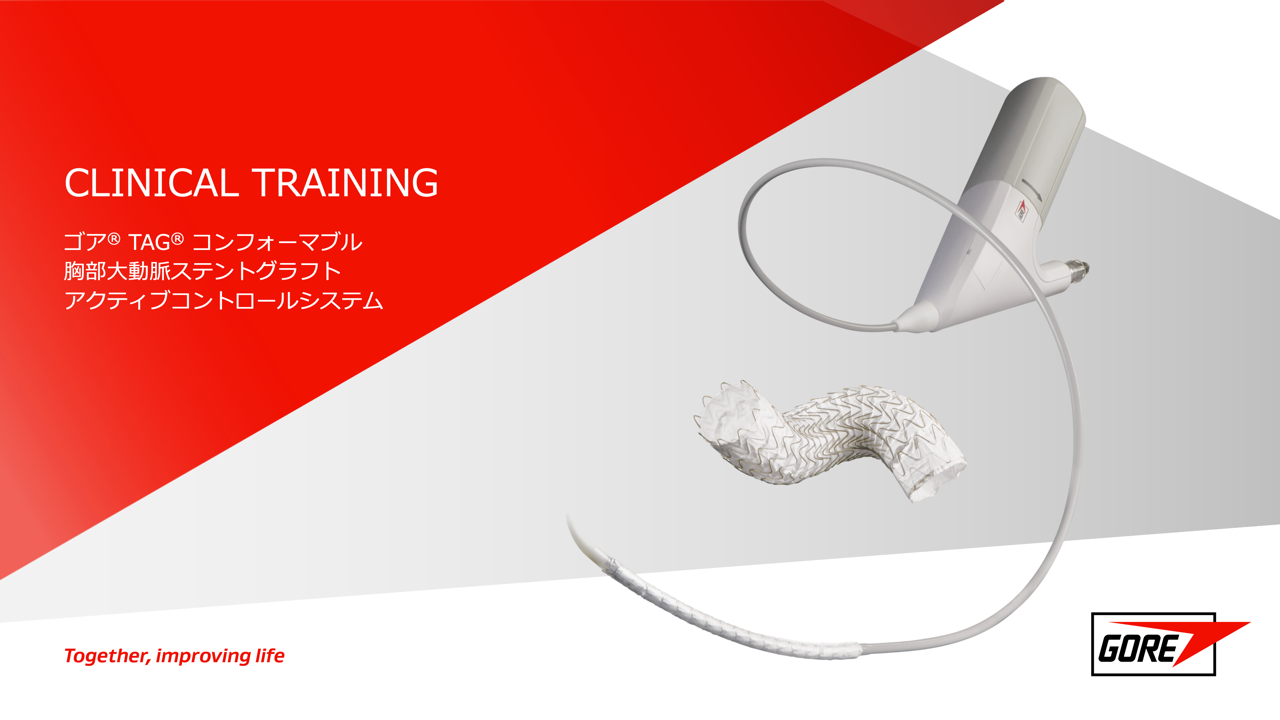 CLINICAL TRAINING
ゴア® TAG® コンフォーマブル
胸部大動脈ステントグラフト
アクティブコントロールシステム
Together, improving life
GORE